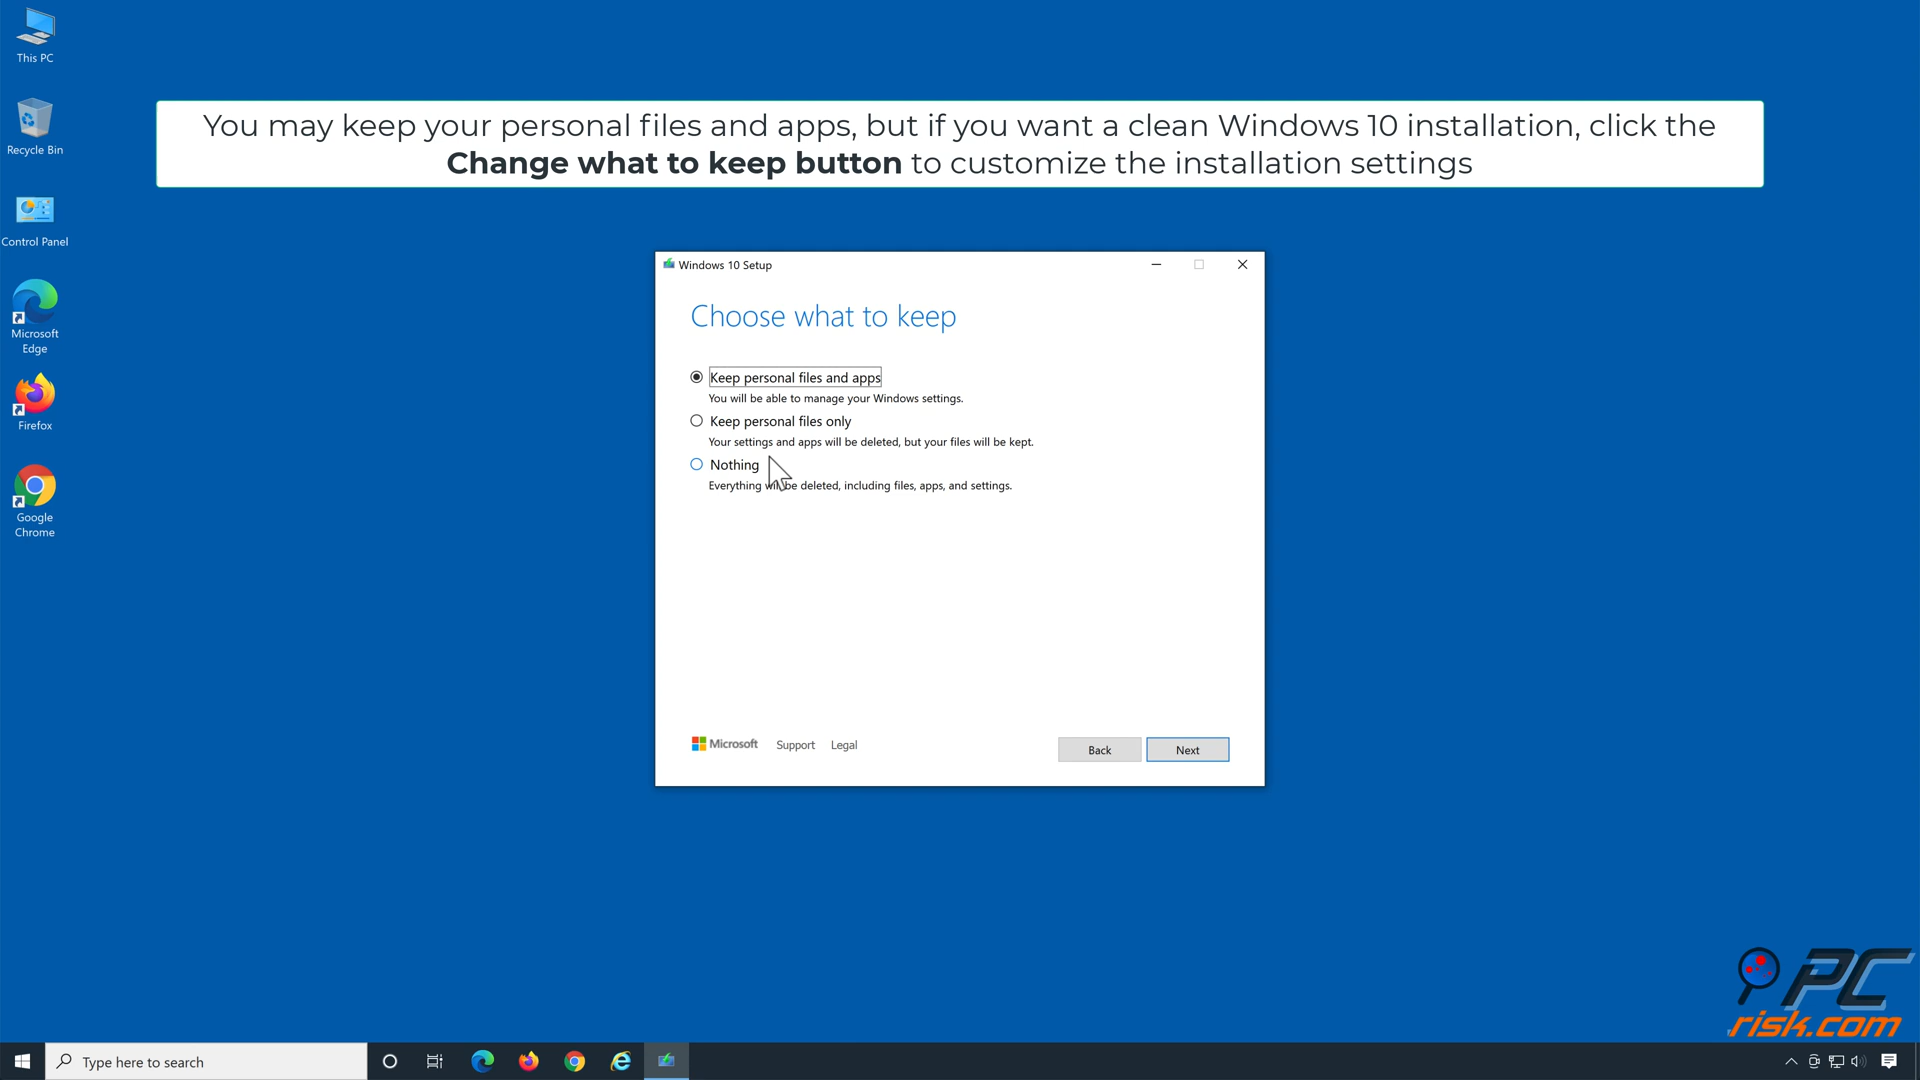 This PC
Recycle Bin
Control Panel
Microsoft
Edge
Firefox
Google
Chrome
You may keep your personal files and apps, but if you want a clean Windows 10 installation, click the
Change what to keep button to customize the installation settings
Windows 10 Setup
Choose what to keep
Keep personal files and apps
You will be able to manage your Windows settings.
Keep personal files only
Your settings and apps will be deleted, but your files will be kept.
Nothing
Everything will be deleted, including files, apps, and settings.
Microsoft
Support
Legal
Back
Next
PC
risk.com
Type here to search